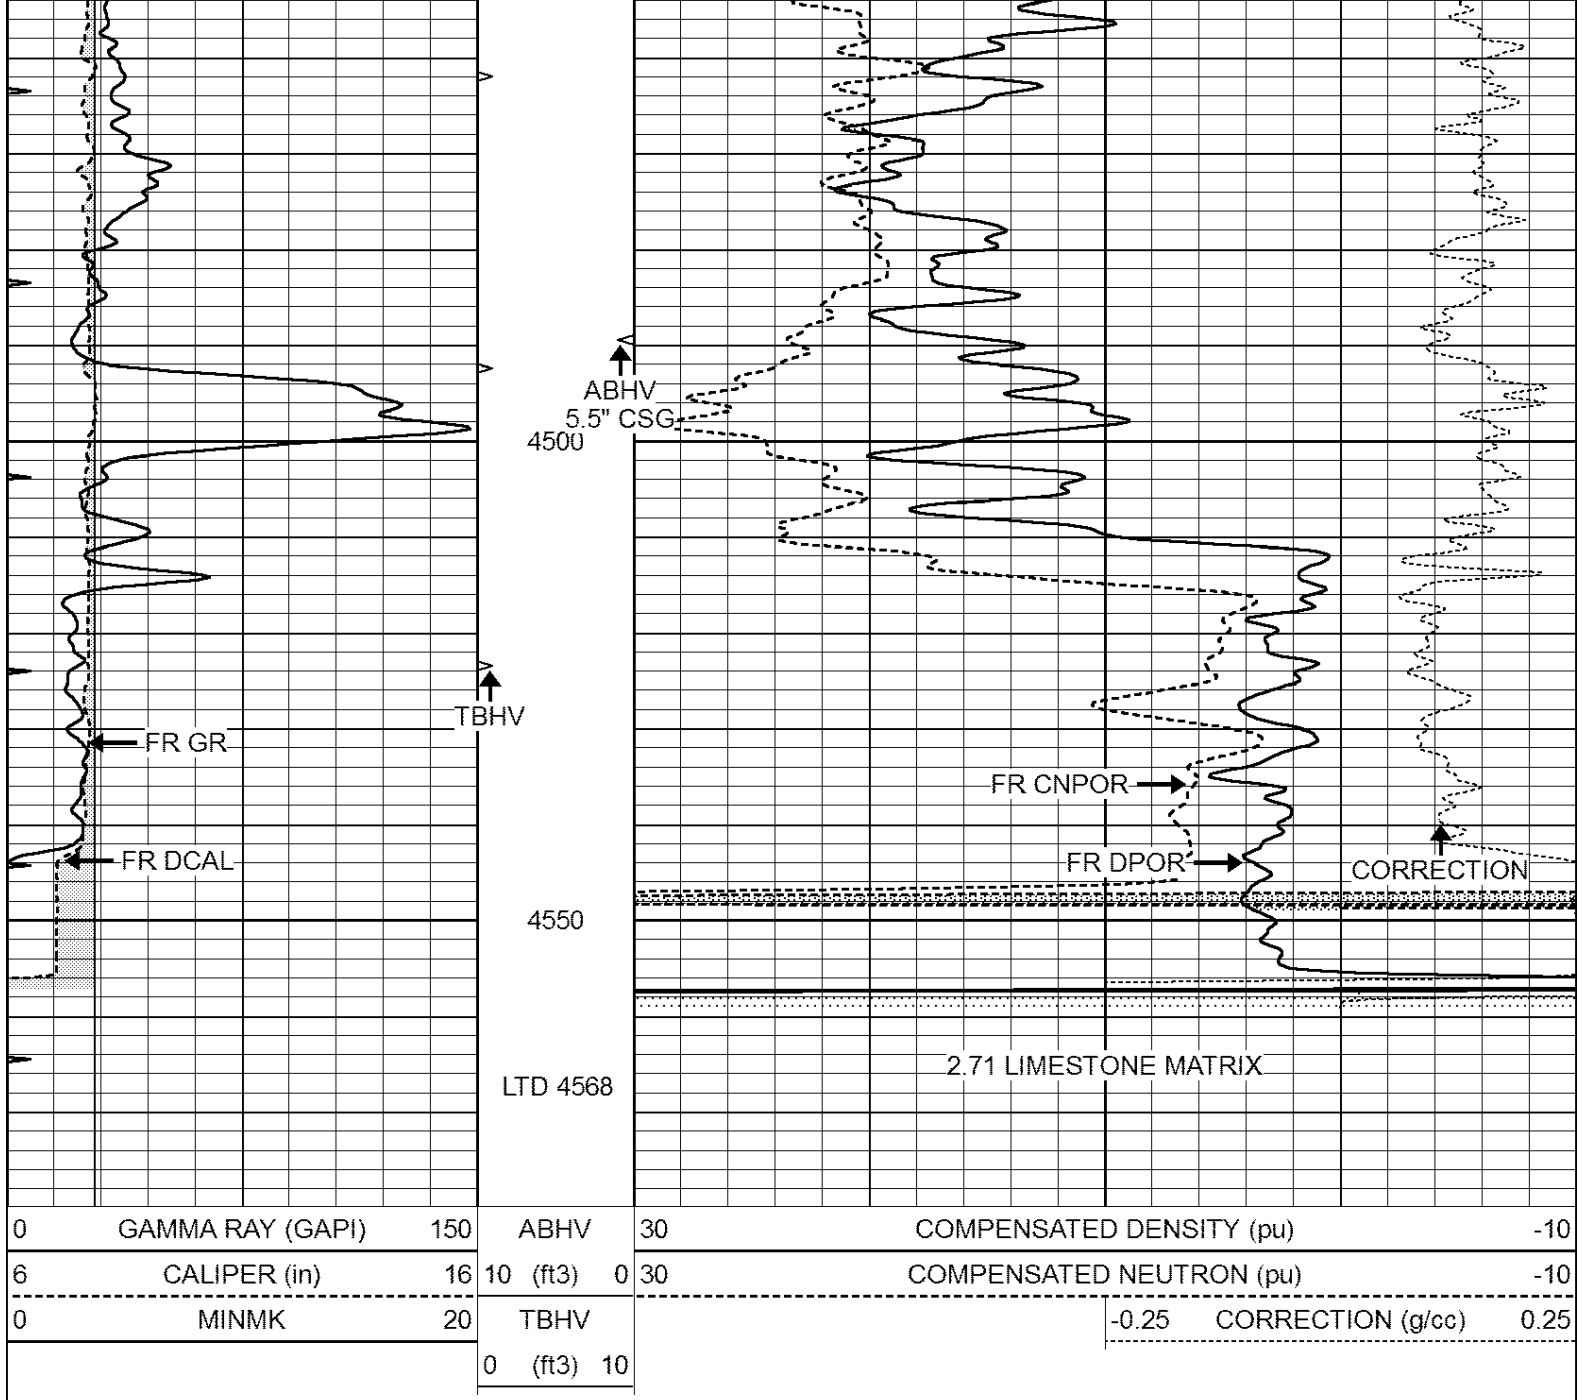 ABHV
5.5" CSG
4500
TBHV
FR GR
FR CNPOR
FR DCAL
FR DPOR
CORRECTION
4550
2.71 LIMESTONE MATRIX
LTD 4568
0 GAMMA RAY (GAPI) 150
ABHV
30 COMPENSATED DENSITY (pu) -10
6 CALIPER (in) 16
10 (ft3) 0
30 COMPENSATED NEUTRON (pu) -10
0 MINMK 20
TBHV
-0.25 CORRECTION (g/cc) 0.25
0 (ft3) 10